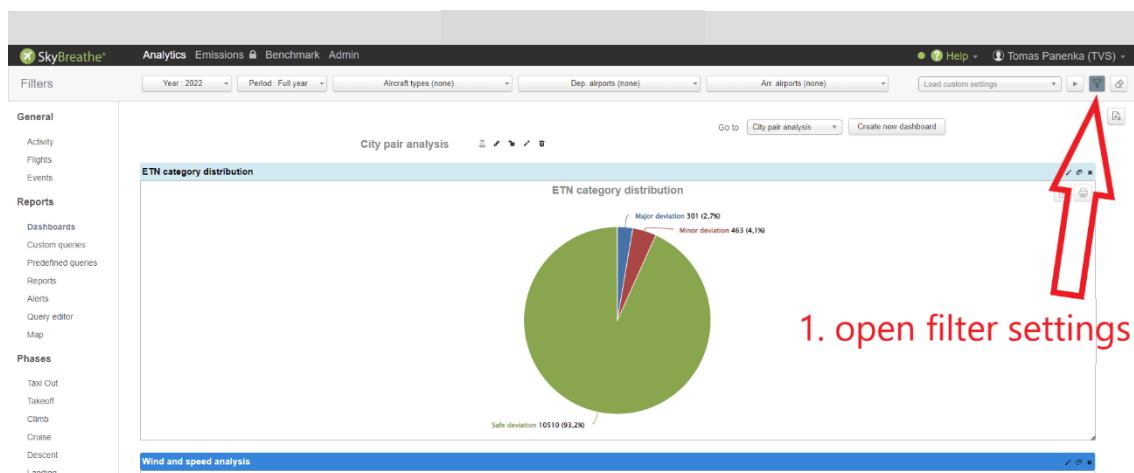 SkyBreathe®
Analytics Emissions Benchmark Admin
? Help
Tomas Panenka (TVS)
Filters
Year : 2022
Period : Full year
Aircraft types (none)
Dep. airports (none)
Arr. airports (none)
Load custom settings
General
Activity
Flights
Events
Reports
Dashboards
Custom queries
Predefined queries
Reports
Alerts
Query editor
Map
Phases
Taxi Out
Takeoff
Climb
Cruise
Descent
Landing
Go to
City pair analysis
Create new dashboard
City pair analysis
ETN category distribution
ETN category distribution
Major deviation 301 (2,7%)
Minor deviation 463 (4,1%)
Safe deviation 10510 (93,2%)
1. open filter settings
Wind and speed analysis